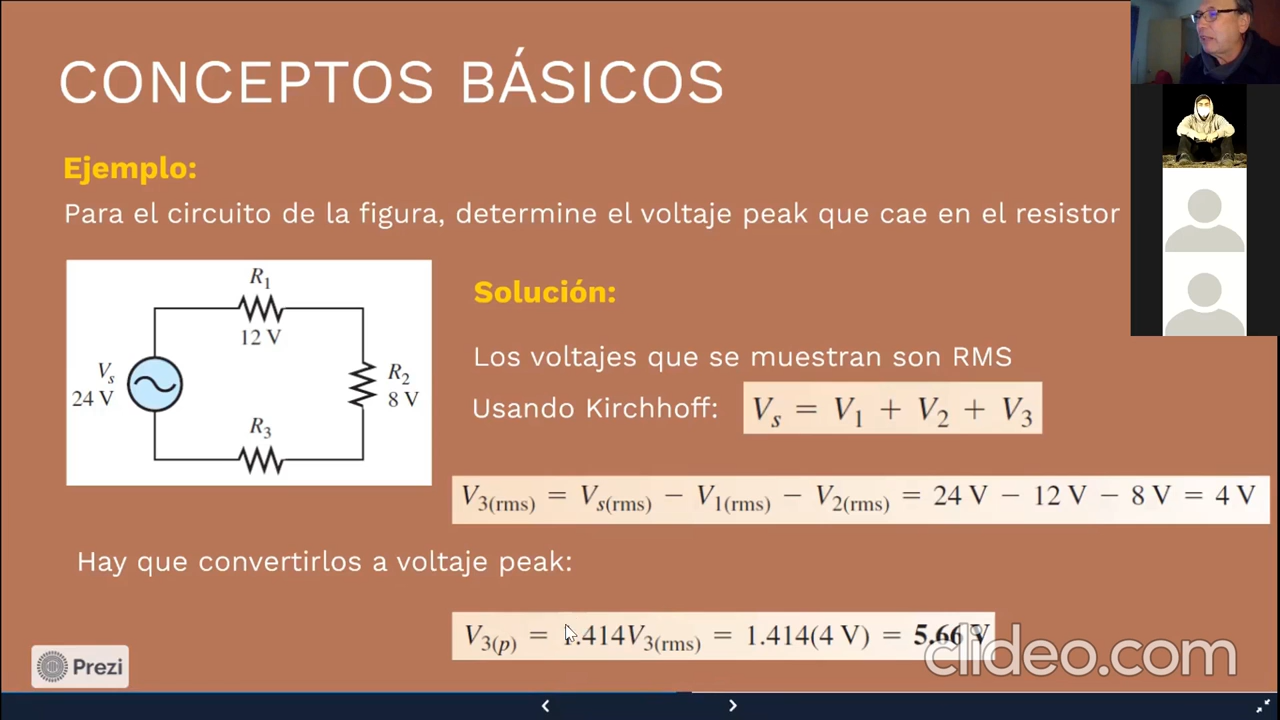 CONCEPTOS BÁSICOS
Ejemplo:
Para el circuito de la figura, determine el voltaje peak que cae en el resistor
R1
12 V
Vs
24 V
R2
8 V
R3
Solución:
Los voltajes que se muestran son RMS
Usando Kirchhoff: Vs = V1 + V2 + V3
V3(rms) = Vs(rms) − V1(rms) − V2(rms) = 24 V − 12 V − 8 V = 4 V
Hay que convertirlos a voltaje peak:
V3(p) = 1.414V3(rms) = 1.414(4 V) = 5.66 V
Prezi
clideo.com